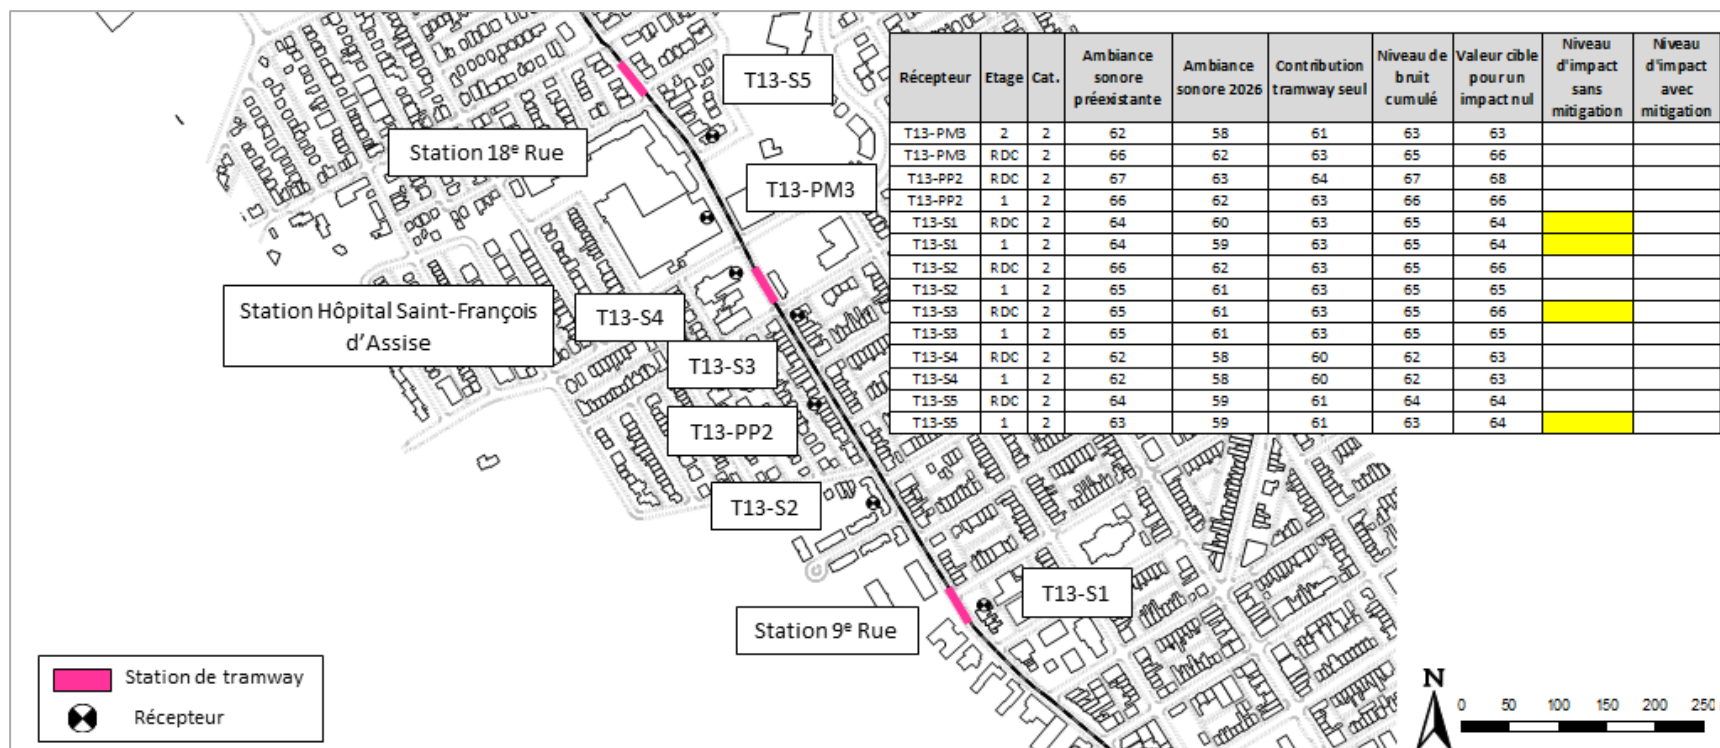 T13-S5
Station 18e Rue
T13-PM3
Station Hôpital Saint-François
d'Assise
T13-S4
T13-S3
T13-PP2
T13-S2
T13-S1
Station 9e Rue
Récepteur Etage Cat. Ambiance sonore préexistante Ambiance sonore 2026 Contribution tramway seul Niveau de bruit cumulé Valeur cible pour un impact nul Niveau d'impact sans mitigation Niveau d'impact avec mitigation
T13-PM3 2 2 62 58 61 63 63
T13-PM3 RDC 2 66 62 63 65 66
T13-PP2 RDC 2 67 63 64 67 68
T13-PP2 1 2 66 62 63 66 66
T13-S1 RDC 2 64 60 63 65 64
T13-S1 1 2 64 59 63 65 64
T13-S2 RDC 2 66 62 63 65 66
T13-S2 1 2 65 61 63 65 65
T13-S3 RDC 2 65 61 63 65 66
T13-S3 1 2 65 61 63 65 65
T13-S4 RDC 2 62 58 60 62 63
T13-S4 1 2 62 58 60 62 63
T13-S5 RDC 2 64 59 61 64 64
T13-S5 1 2 63 59 61 63 64
Station de tramway
Récepteur
N
0 50 100 150 200 250